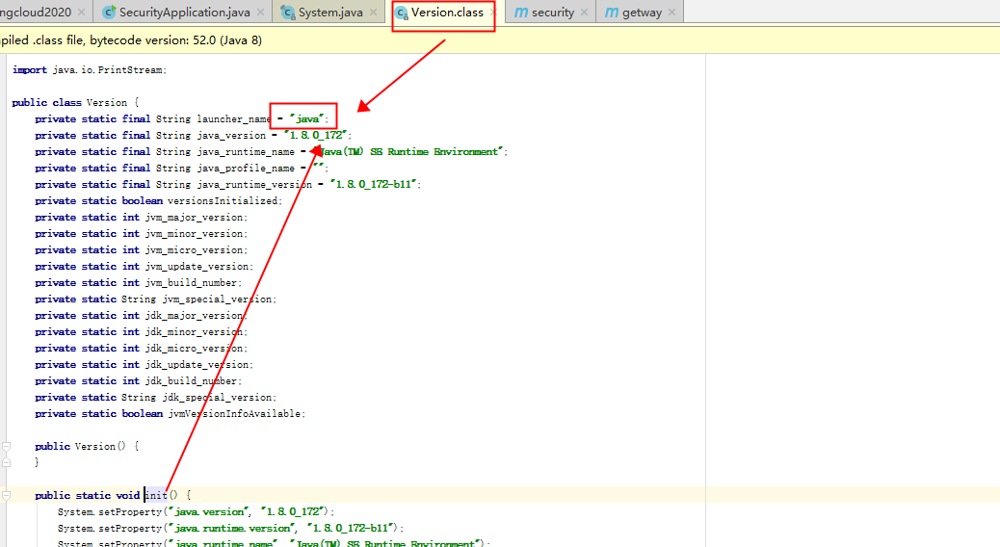 ngcloud2020 SecurityApplication.java System.java Version.class security getway
piled .class file, bytecode version: 52.0 (Java 8)
import java.io.PrintStream;
public class Version {
private static final String launcher_name = "java";
private static final String java_version = "1.8.0_172";
private static final String java_runtime_name = "Java(TM) SE Runtime Environment";
private static final String java_profile_name = "";
private static final String java_runtime_version = "1.8.0_172-b11";
private static boolean versionsInitialized;
private static int jvm_major_version;
private static int jvm_minor_version;
private static int jvm_micro_version;
private static int jvm_update_version;
private static int jvm_build_number;
private static String jvm_special_version;
private static int jdk_major_version;
private static int jdk_minor_version;
private static int jdk_micro_version;
private static int jdk_update_version;
private static int jdk_build_number;
private static String jdk_special_version;
private static boolean jvmVersionInfoAvailable;
public Version() {
}
public static void init() {
System.setProperty("java.version", "1.8.0_172");
System.setProperty("java.runtime.version", "1.8.0_172-b11");
System.setProperty("java.runtime.name", "Java(TM) SE Runtime Environment");